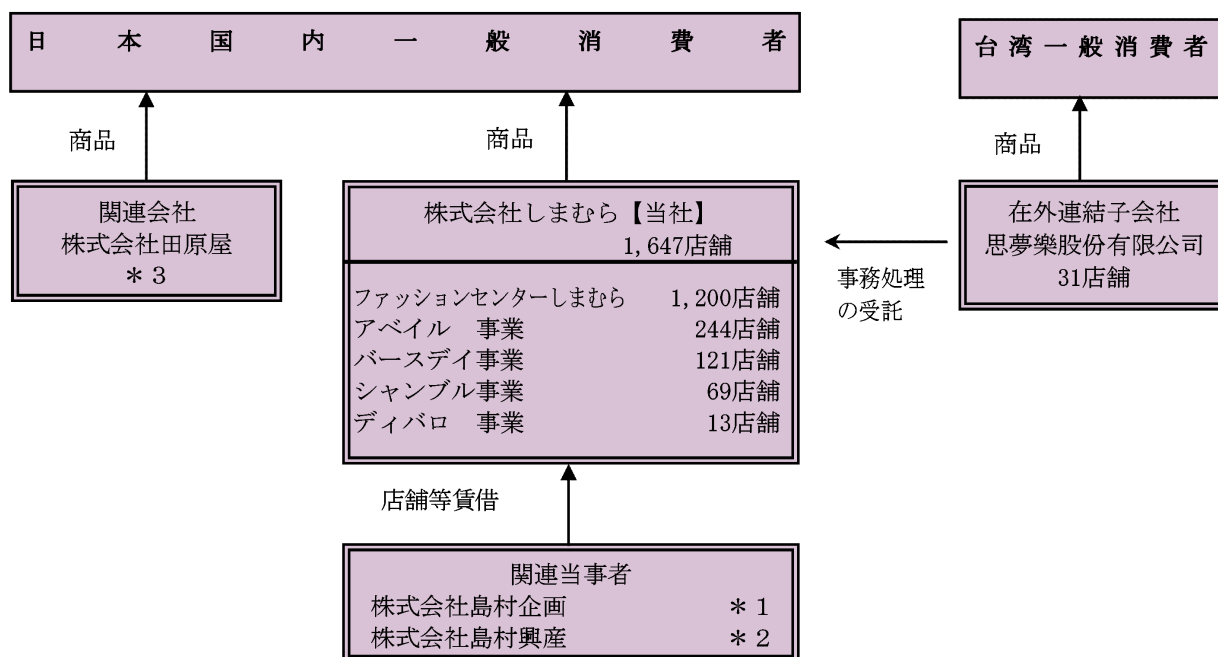 日本国内一般消費者
台湾一般消費者
商品
商品
商品
関連会社
株式会社田原屋
＊３
株式会社しまむら【当社】
1,647店舗
ファッションセンターしまむら 1,200店舗
アベイル 事業 244店舗
バースデイ事業 121店舗
シャンブル事業 69店舗
ディバロ 事業 13店舗
事務処理
の受託
在外連結子会社
思夢樂股份有限公司
31店舗
店舗等賃借
関連当事者
株式会社島村企画 ＊１
株式会社島村興産 ＊２